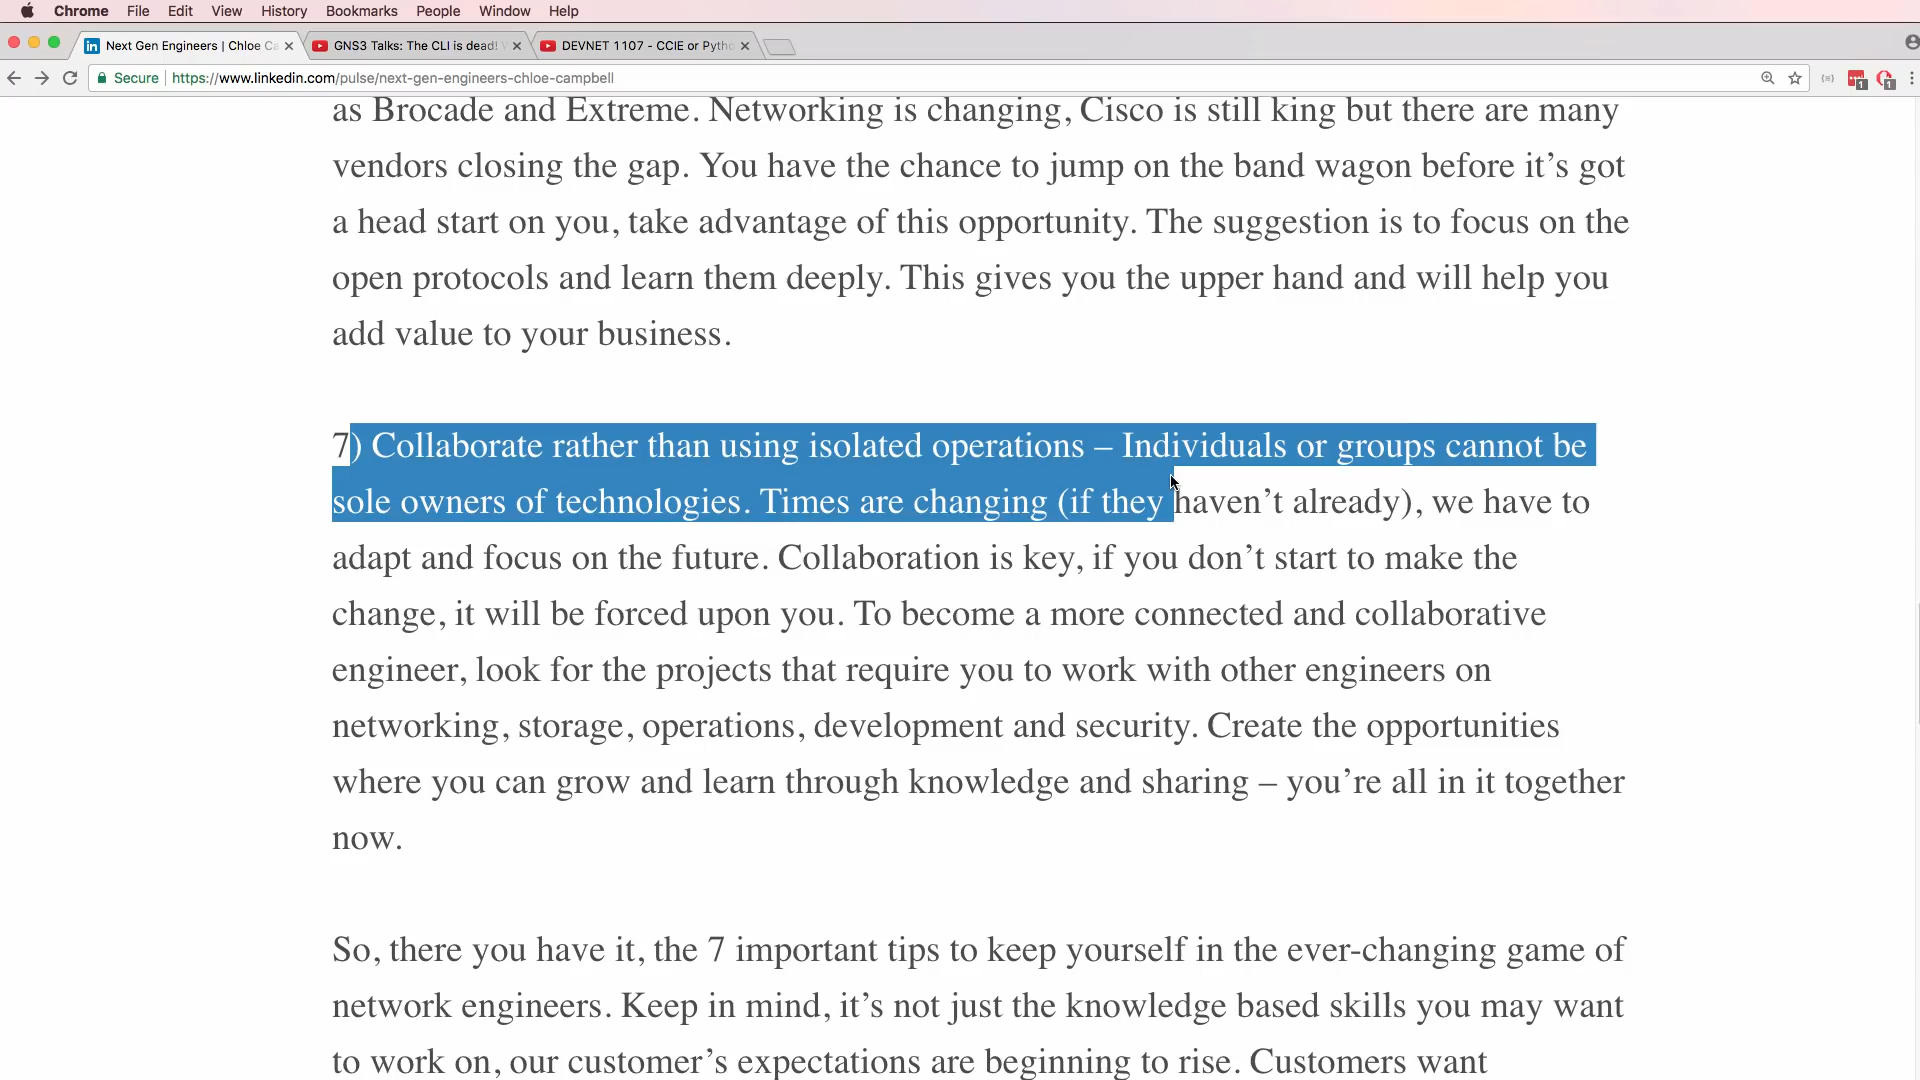 Chrome File Edit View History Bookmarks People Window Help
Next Gen Engineers | Chloe Ca
GNS3 Talks: The CLI is dead!
DEVNET 1107 - CCIE or Pyth
Secure https://www.linkedin.com/pulse/next-gen-engineers-chloe-campbell
1 1
as Brocade and Extreme. Networking is changing, Cisco is still king but there are many
vendors closing the gap. You have the chance to jump on the band wagon before it’s got
a head start on you, take advantage of this opportunity. The suggestion is to focus on the
open protocols and learn them deeply. This gives you the upper hand and will help you
add value to your business.
7) Collaborate rather than using isolated operations – Individuals or groups cannot be
sole owners of technologies. Times are changing (if they haven’t already), we have to
adapt and focus on the future. Collaboration is key, if you don’t start to make the
change, it will be forced upon you. To become a more connected and collaborative
engineer, look for the projects that require you to work with other engineers on
networking, storage, operations, development and security. Create the opportunities
where you can grow and learn through knowledge and sharing – you’re all in it together
now.
So, there you have it, the 7 important tips to keep yourself in the ever-changing game of
network engineers. Keep in mind, it’s not just the knowledge based skills you may want
to work on, our customer’s expectations are beginning to rise. Customers want